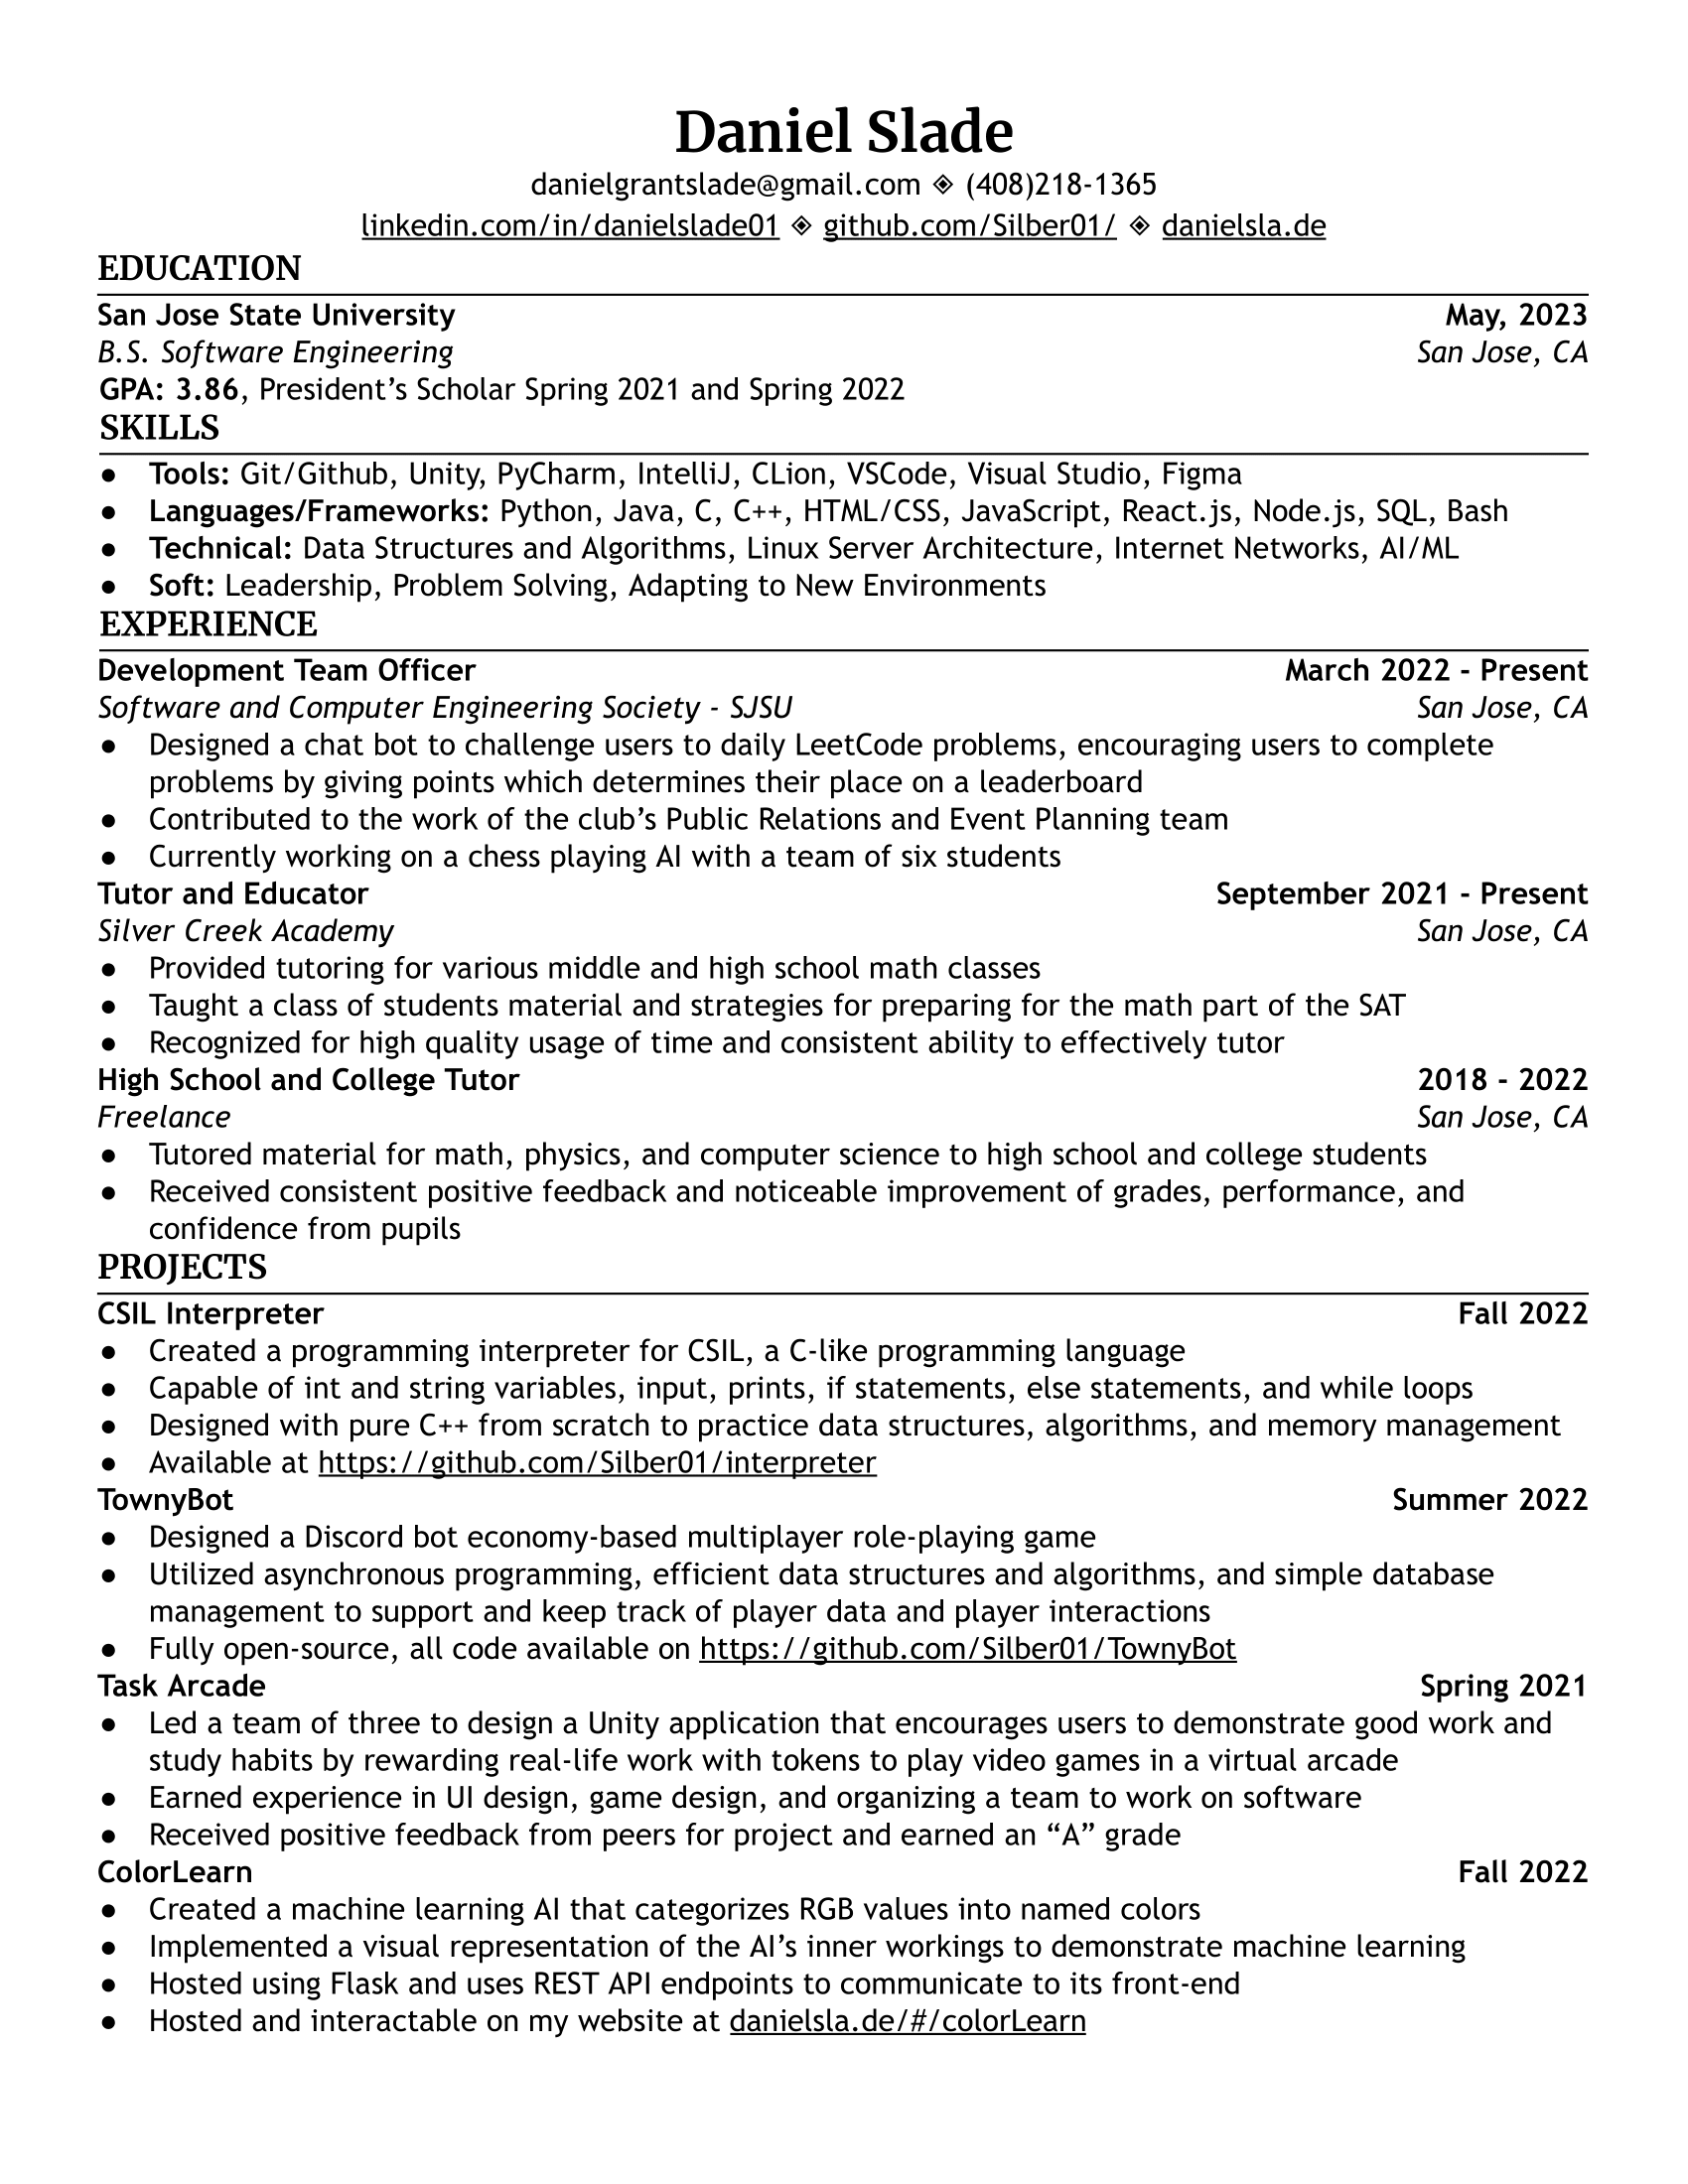 Daniel Slade
danielgrantslade@gmail.com ◈ (408)218-1365
linkedin.com/in/danielslade01 ◈ github.com/Silber01/ ◈ danielsla.de
EDUCATION
San Jose State University May, 2023
B.S. Software Engineering San Jose, CA
GPA: 3.86, President’s Scholar Spring 2021 and Spring 2022
SKILLS
● Tools: Git/Github, Unity, PyCharm, IntelliJ, CLion, VSCode, Visual Studio, Figma
● Languages/Frameworks: Python, Java, C, C++, HTML/CSS, JavaScript, React.js, Node.js, SQL, Bash
● Technical: Data Structures and Algorithms, Linux Server Architecture, Internet Networks, AI/ML
● Soft: Leadership, Problem Solving, Adapting to New Environments
EXPERIENCE
Development Team Officer March 2022 - Present
Software and Computer Engineering Society - SJSU San Jose, CA
● Designed a chat bot to challenge users to daily LeetCode problems, encouraging users to complete
problems by giving points which determines their place on a leaderboard
● Contributed to the work of the club’s Public Relations and Event Planning team
● Currently working on a chess playing AI with a team of six students
Tutor and Educator September 2021 - Present
Silver Creek Academy San Jose, CA
● Provided tutoring for various middle and high school math classes
● Taught a class of students material and strategies for preparing for the math part of the SAT
● Recognized for high quality usage of time and consistent ability to effectively tutor
High School and College Tutor 2018 - 2022
Freelance San Jose, CA
● Tutored material for math, physics, and computer science to high school and college students
● Received consistent positive feedback and noticeable improvement of grades, performance, and
confidence from pupils
PROJECTS
CSIL Interpreter Fall 2022
● Created a programming interpreter for CSIL, a C-like programming language
● Capable of int and string variables, input, prints, if statements, else statements, and while loops
● Designed with pure C++ from scratch to practice data structures, algorithms, and memory management
● Available at https://github.com/Silber01/interpreter
TownyBot Summer 2022
● Designed a Discord bot economy-based multiplayer role-playing game
● Utilized asynchronous programming, efficient data structures and algorithms, and simple database
management to support and keep track of player data and player interactions
● Fully open-source, all code available on https://github.com/Silber01/TownyBot
Task Arcade Spring 2021
● Led a team of three to design a Unity application that encourages users to demonstrate good work and
study habits by rewarding real-life work with tokens to play video games in a virtual arcade
● Earned experience in UI design, game design, and organizing a team to work on software
● Received positive feedback from peers for project and earned an “A” grade
ColorLearn Fall 2022
● Created a machine learning AI that categorizes RGB values into named colors
● Implemented a visual representation of the AI’s inner workings to demonstrate machine learning
● Hosted using Flask and uses REST API endpoints to communicate to its front-end
● Hosted and interactable on my website at danielsla.de/#/colorLearn